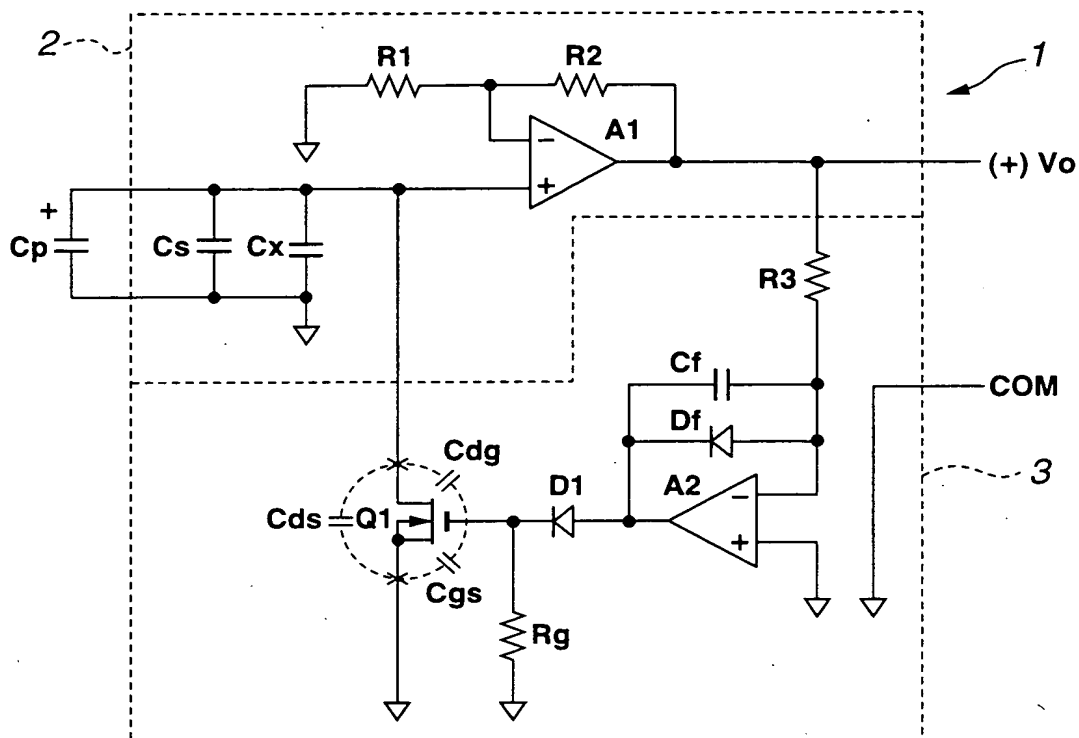 2
R1
R2
1
A1
−
+
(+) Vo
+
Cp
Cs
Cx
R3
Cf
COM
Df
Cdg
D1
A2
−
3
Cds
Q1
+
Cgs
Rg